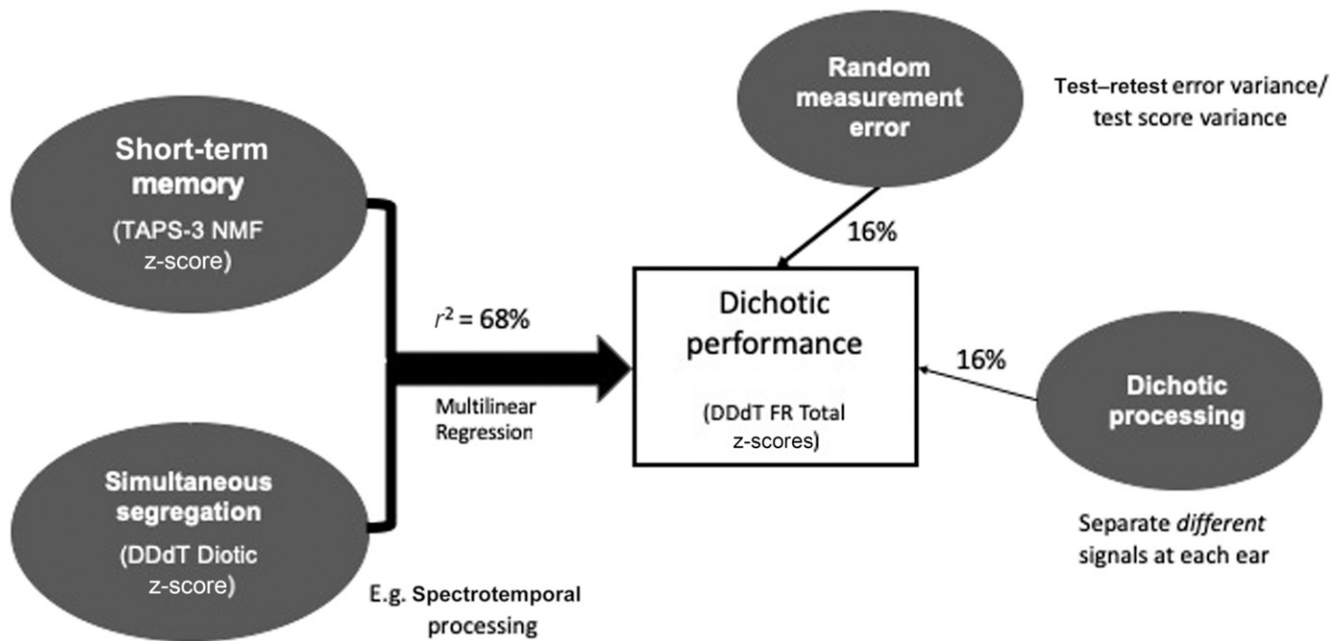 Short-term
memory
(TAPS-3 NMF
z-score)
Simultaneous
segregation
(DDdT Diotic
z-score)
E.g. Spectrotemporal
processing
r² = 68%
Multilinear
Regression
Random
measurement
error
Test–retest error variance/
test score variance
16%
Dichotic
performance
(DDdT FR Total
z-scores)
16%
Dichotic
processing
Separate different
signals at each ear